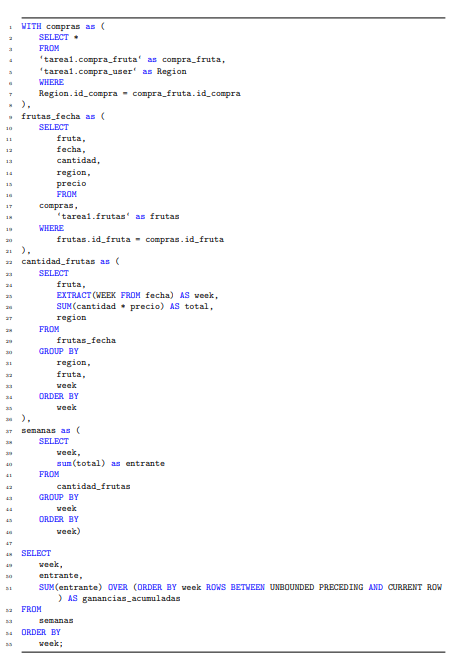 1 WITH compras as (
2 SELECT *
3 FROM
4 ‘tarea1.compra_fruta‘ as compra_fruta,
5 ‘tarea1.compra_user‘ as Region
6 WHERE
7 Region.id_compra = compra_fruta.id_compra
8 ),
9 frutas_fecha as (
10 SELECT
11 fruta,
12 fecha,
13 cantidad,
14 region,
15 precio
16 FROM
17 compras,
18 ‘tarea1.frutas‘ as frutas
19 WHERE
20 frutas.id_fruta = compras.id_fruta
21 ),
22 cantidad_frutas as (
23 SELECT
24 fruta,
25 EXTRACT(WEEK FROM fecha) AS week,
26 SUM(cantidad * precio) AS total,
27 region
28 FROM
29 frutas_fecha
30 GROUP BY
31 region,
32 fruta,
33 week
34 ORDER BY
35 week
36 ),
37 semanas as (
38 SELECT
39 week,
40 sum(total) as entrante
41 FROM
42 cantidad_frutas
43 GROUP BY
44 week
45 ORDER BY
46 week)
47
48 SELECT
49 week,
50 entrante,
51 SUM(entrante) OVER (ORDER BY week ROWS BETWEEN UNBOUNDED PRECEDING AND CURRENT ROW
) AS ganancias_acumuladas
52 FROM
53 semanas
54 ORDER BY
55 week;